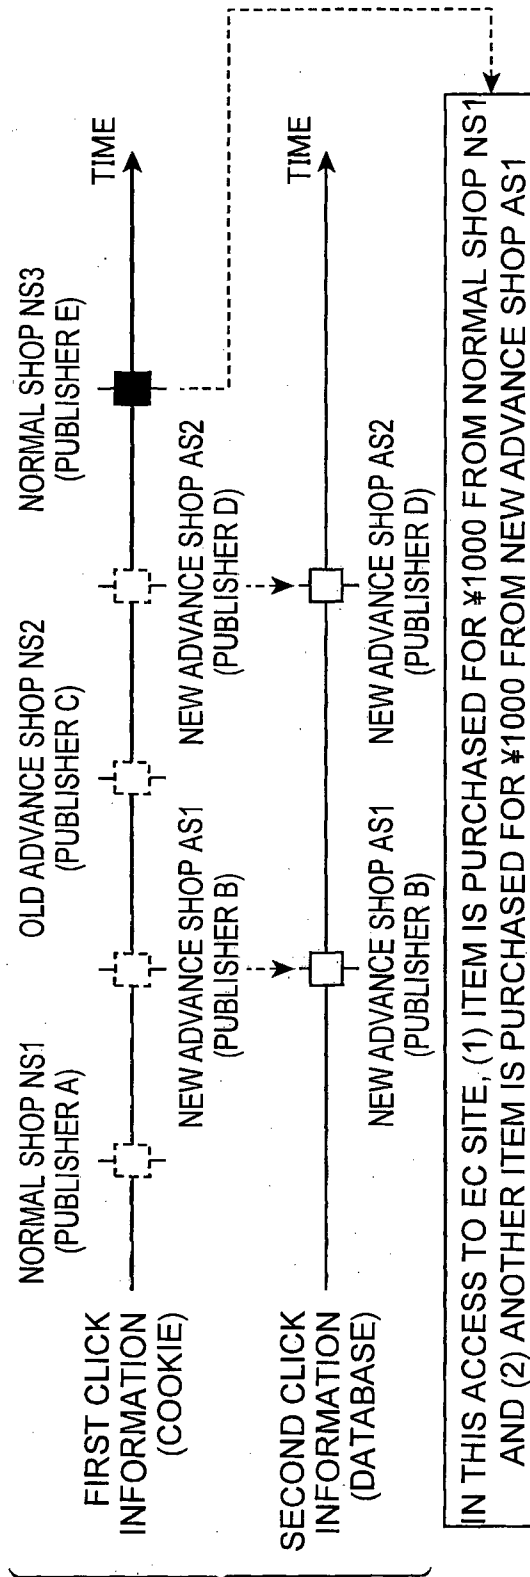 FIRST CLICK
INFORMATION
(COOKIE)
NORMAL SHOP NS1
(PUBLISHER A)
OLD ADVANCE SHOP NS2
(PUBLISHER C)
NORMAL SHOP NS3
(PUBLISHER E)
TIME
NEW ADVANCE SHOP AS1
(PUBLISHER B)
NEW ADVANCE SHOP AS2
(PUBLISHER D)
SECOND CLICK
INFORMATION
(DATABASE)
TIME
NEW ADVANCE SHOP AS1
(PUBLISHER B)
NEW ADVANCE SHOP AS2
(PUBLISHER D)
IN THIS ACCESS TO EC SITE, (1) ITEM IS PURCHASED FOR ¥1000 FROM NORMAL SHOP NS1
AND (2) ANOTHER ITEM IS PURCHASED FOR ¥1000 FROM NEW ADVANCE SHOP AS1